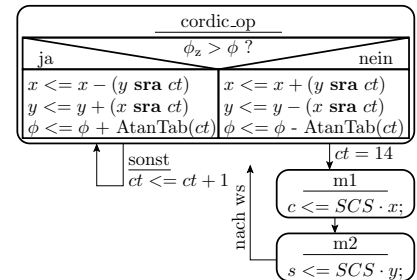 cordic_op
ϕz > ϕ ?
ja nein
x <= x − (y sra ct) x <= x + (y sra ct)
y <= y + (x sra ct) y <= y − (x sra ct)
ϕ <= ϕ + AtanTab(ct) ϕ <= ϕ - AtanTab(ct)
sonst
ct <= ct + 1
ct = 14
m1
c <= SCS · x;
nach ws
m2
s <= SCS · y;